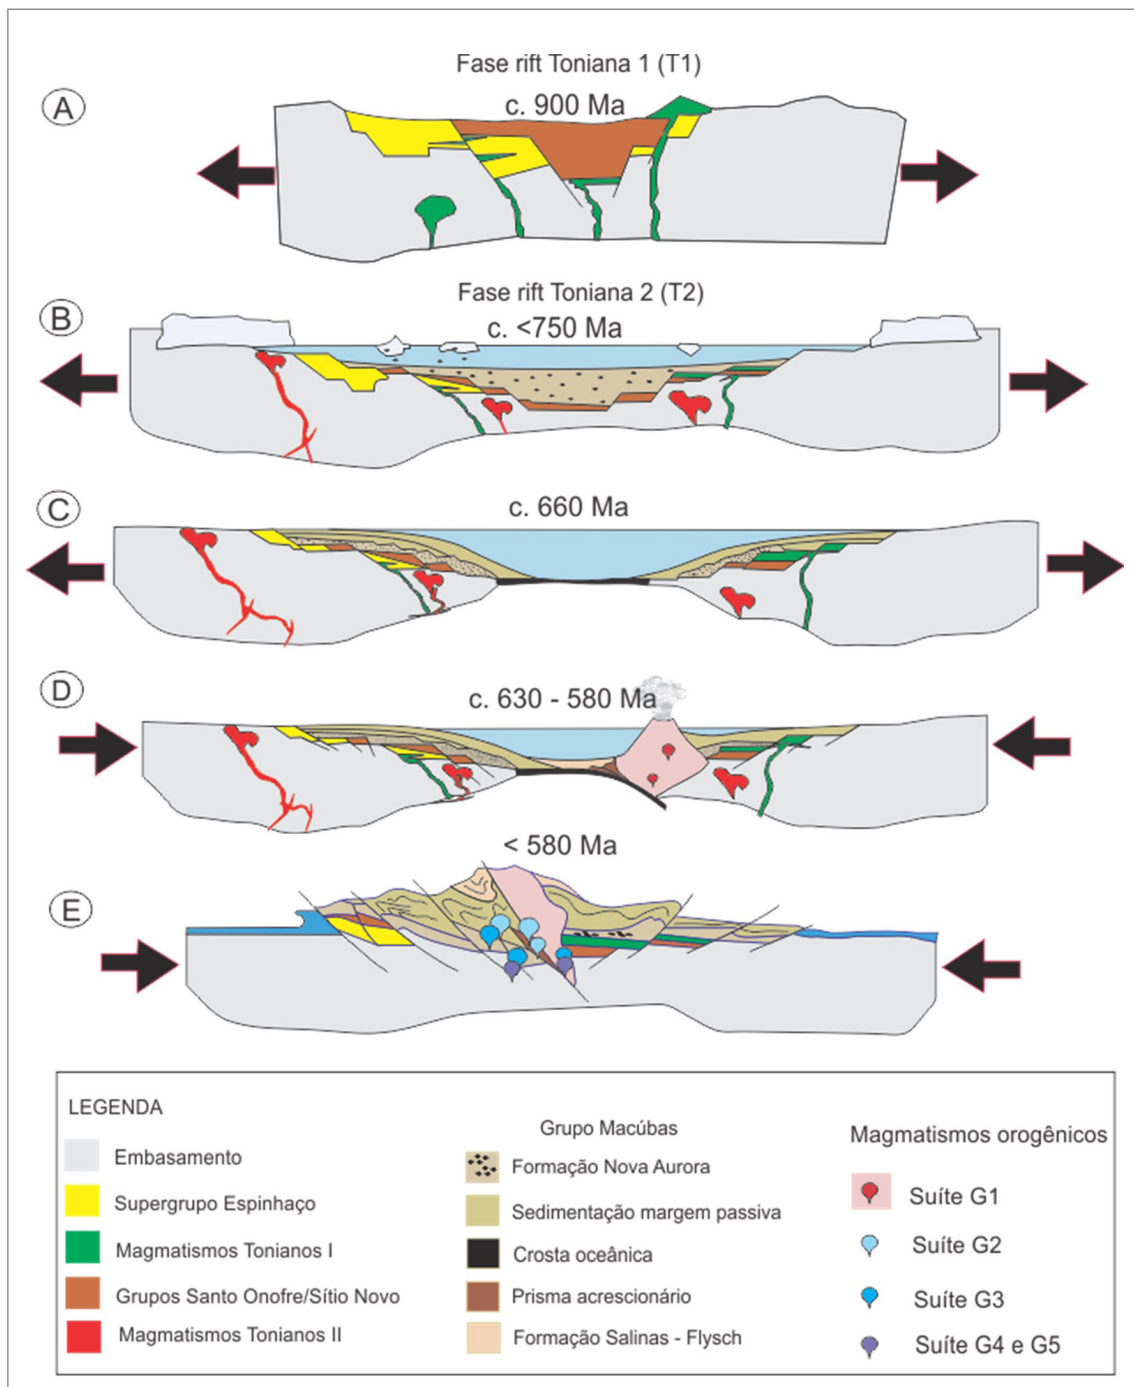 Fase rift Toniana 1 (T1)
A
c. 900 Ma
Fase rift Toniana 2 (T2)
B
c. <750 Ma
C
c. 660 Ma
D
c. 630 - 580 Ma
< 580 Ma
E
LEGENDA
Embasamento
Supergrupo Espinhaço
Magmatismos Tonianos I
Grupos Santo Onofre/Sítio Novo
Magmatismos Tonianos II
Grupo Macúbas
Formação Nova Aurora
Sedimentação margem passiva
Crosta oceânica
Prisma acrescionário
Formação Salinas - Flysch
Magmatismos orogênicos
Suíte G1
Suíte G2
Suíte G3
Suíte G4 e G5